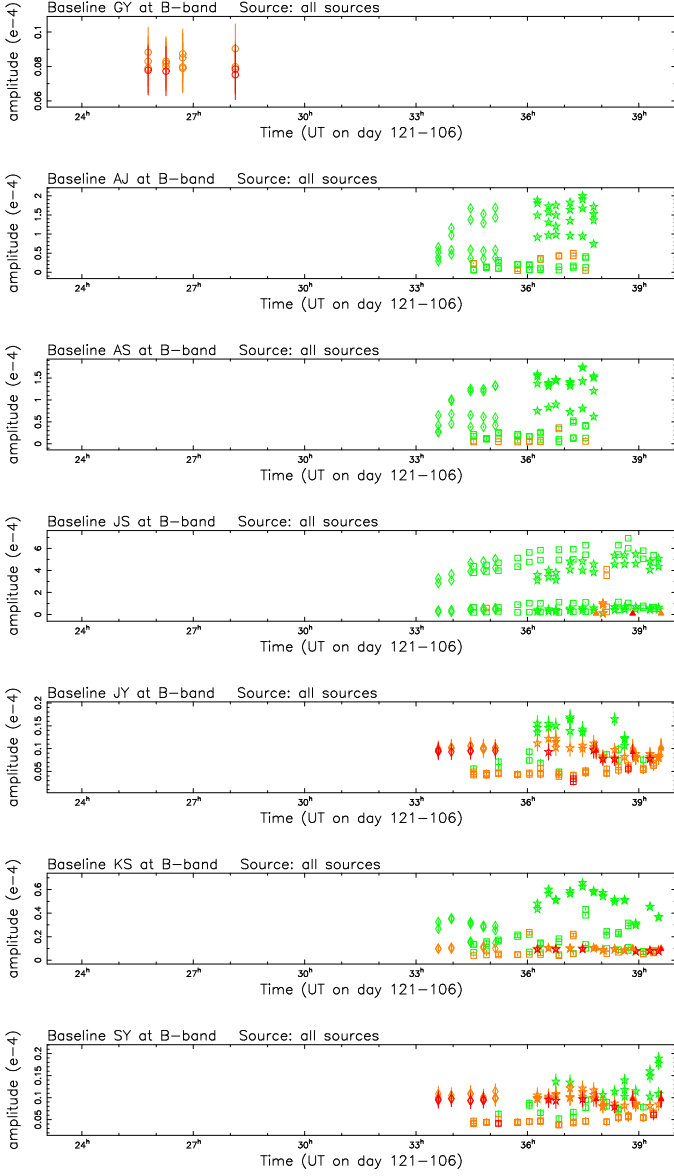 Baseline GY at B-band Source: all sources
amplitude (e-4)
0.1
0.08
0.06
24h 27h 30h 33h 36h 39h
Time (UT on day 121-106)
Baseline AJ at B-band Source: all sources
amplitude (e-4)
2
1.5
0.5
0
24h 27h 30h 33h 36h 39h
Time (UT on day 121-106)
Baseline AS at B-band Source: all sources
amplitude (e-4)
1.5
1
0.5
0
24h 27h 30h 33h 36h 39h
Time (UT on day 121-106)
Baseline JS at B-band Source: all sources
amplitude (e-4)
6
4
2
0
24h 27h 30h 33h 36h 39h
Time (UT on day 121-106)
Baseline JY at B-band Source: all sources
amplitude (e-4)
0.2
0.15
0.1
0.05
24h 27h 30h 33h 36h 39h
Time (UT on day 121-106)
Baseline KS at B-band Source: all sources
amplitude (e-4)
0.6
0.4
0.2
0
24h 27h 30h 33h 36h 39h
Time (UT on day 121-106)
Baseline SY at B-band Source: all sources
amplitude (e-4)
0.2
0.15
0.1
0.05
24h 27h 30h 33h 36h 39h
Time (UT on day 121-106)